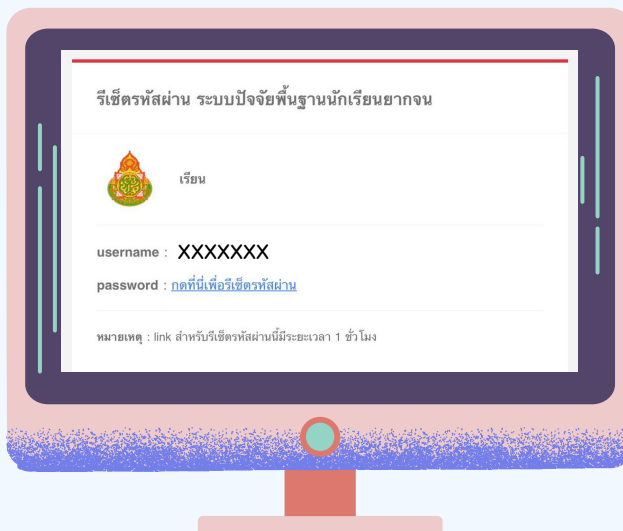 รีเซ็ตรหัสผ่าน ระบบปัจจัยพื้นฐานนักเรียนยากจน
เรียน
username : XXXXXXX
password : กดที่นี่เพื่อรีเซ็ตรหัสผ่าน
หมายเหตุ : link สำหรับรีเซ็ตรหัสผ่านนี้มีระยะเวลา 1 ชั่วโมง